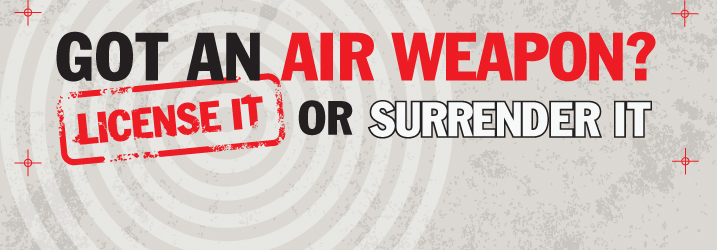 GOT AN AIR WEAPON?
LICENSE IT OR SURRENDER IT